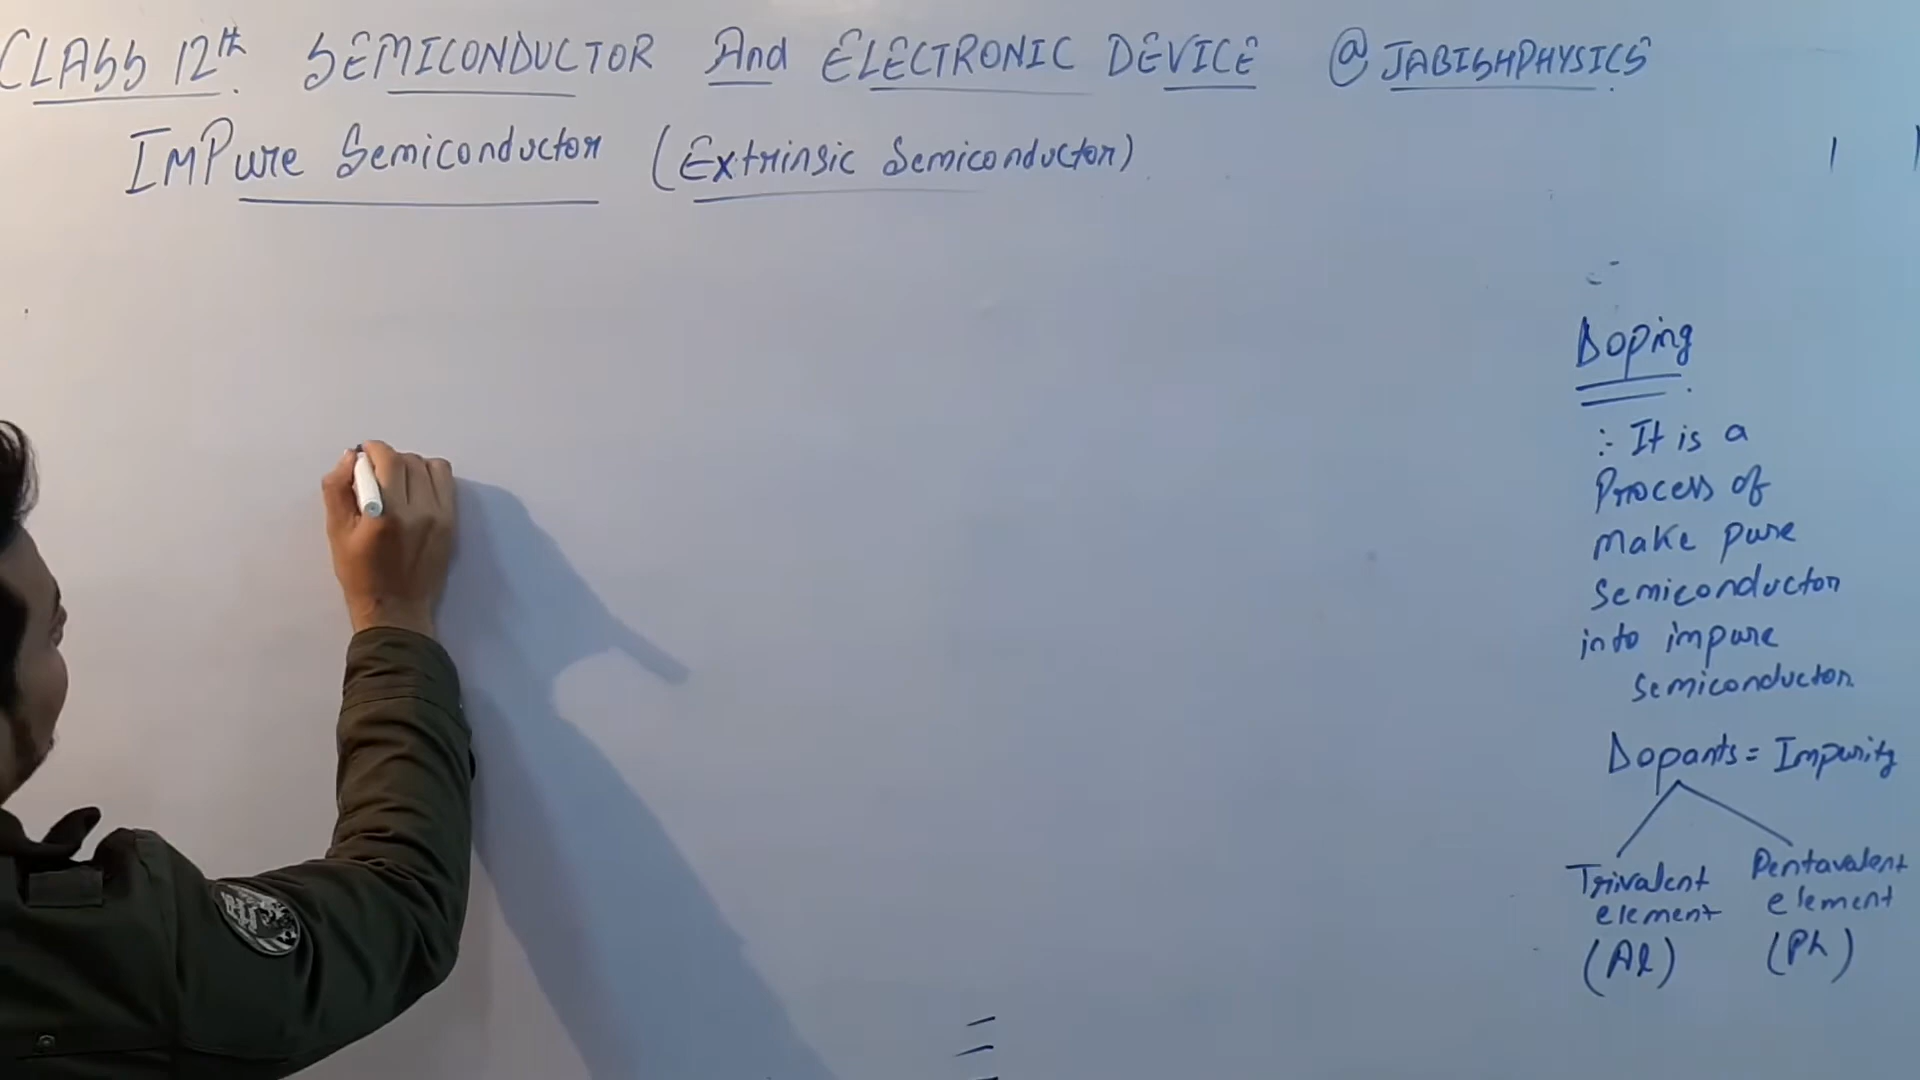 CLASS 12th SEMICONDUCTOR And ELECTRONIC DEVICE @JABISHPHYSICS
ImPure Semiconductor (Extrinsic Semiconductor)
Doping
:- It is a
Process of
make pure
semiconductor
into impure
semiconductor.
Dopants = Impurity
Trivalent element (Al)
Pentavalent element (Ph)